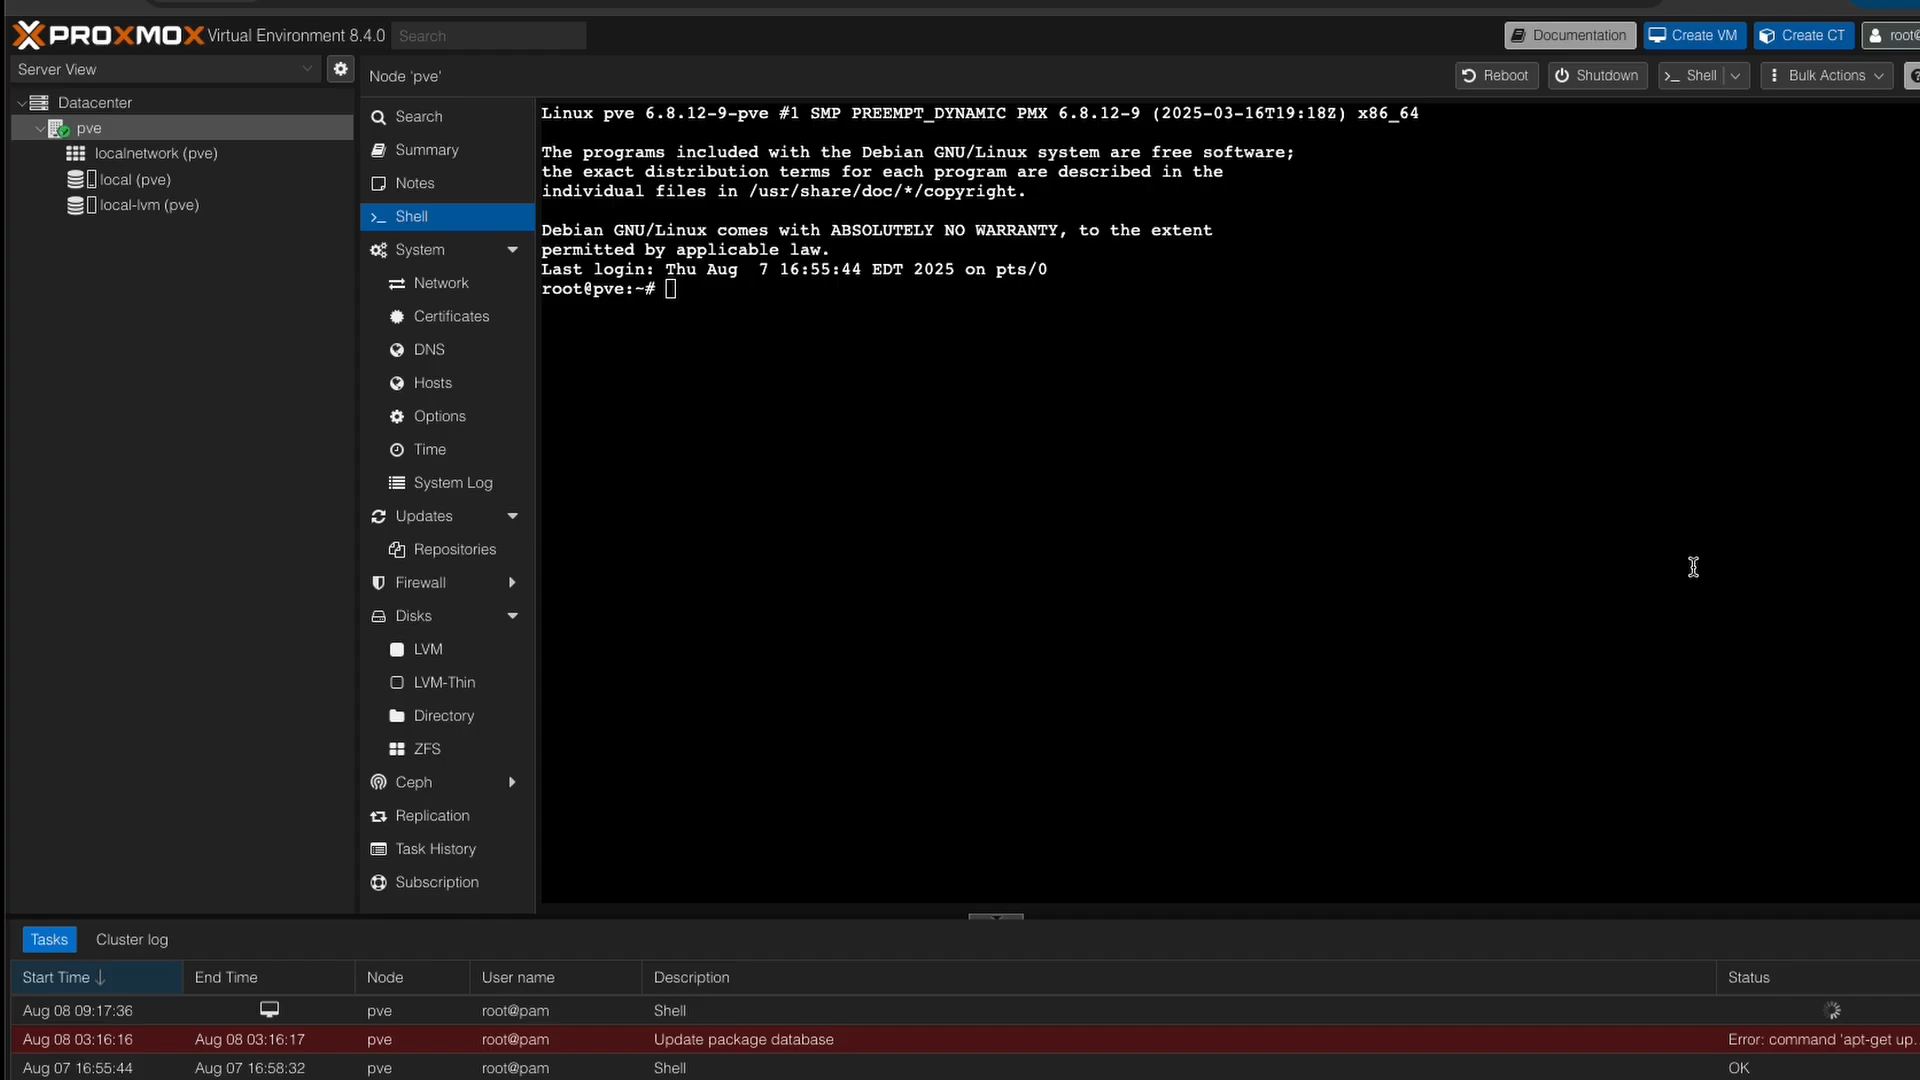 PROXMOX Virtual Environment 8.4.0 Search
Documentation Create VM Create CT root@
Server View
Node 'pve'
Reboot Shutdown Shell Bulk Actions
Datacenter
pve
localnetwork (pve)
local (pve)
local-lvm (pve)
Search
Summary
Notes
Shell
System
Network
Certificates
DNS
Hosts
Options
Time
System Log
Updates
Repositories
Firewall
Disks
LVM
LVM-Thin
Directory
ZFS
Ceph
Replication
Task History
Subscription
Linux pve 6.8.12-9-pve #1 SMP PREEMPT_DYNAMIC PMX 6.8.12-9 (2025-03-16T19:18Z) x86_64
The programs included with the Debian GNU/Linux system are free software;
the exact distribution terms for each program are described in the
individual files in /usr/share/doc/*/copyright.
Debian GNU/Linux comes with ABSOLUTELY NO WARRANTY, to the extent
permitted by applicable law.
Last login: Thu Aug  7 16:55:44 EDT 2025 on pts/0
root@pve:~#
Tasks Cluster log
Start Time End Time Node User name Description Status
Aug 08 09:17:36 pve root@pam Shell
Aug 08 03:16:16 Aug 08 03:16:17 pve root@pam Update package database Error: command 'apt-get up...
Aug 07 16:55:44 Aug 07 16:58:32 pve root@pam Shell OK